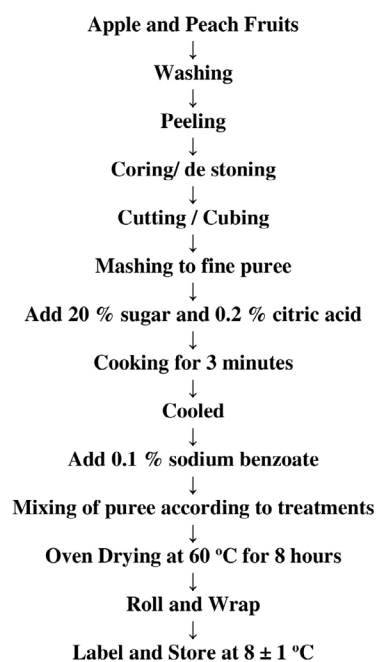 Apple and Peach Fruits
↓
Washing
↓
Peeling
↓
Coring/ de stoning
↓
Cutting / Cubing
↓
Mashing to fine puree
↓
Add 20 % sugar and 0.2 % citric acid
↓
Cooking for 3 minutes
↓
Cooled
↓
Add 0.1 % sodium benzoate
↓
Mixing of puree according to treatments
↓
Oven Drying at 60 ºC for 8 hours
↓
Roll and Wrap
↓
Label and Store at 8 ± 1 ºC